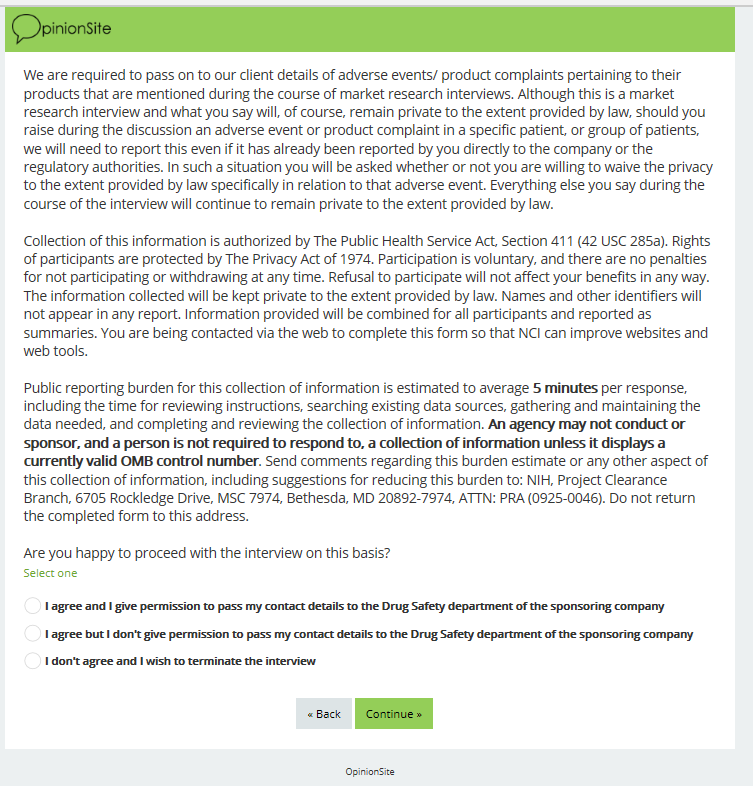 OpinionSite
We are required to pass on to our client details of adverse events/ product complaints pertaining to their
products that are mentioned during the course of market research interviews. Although this is a market
research interview and what you say will, of course, remain private to the extent provided by law, should you
raise during the discussion an adverse event or product complaint in a specific patient, or group of patients,
we will need to report this even if it has already been reported by you directly to the company or the
regulatory authorities. In such a situation you will be asked whether or not you are willing to waive the privacy
to the extent provided by law specifically in relation to that adverse event. Everything else you say during the
course of the interview will continue to remain private to the extent provided by law.
Collection of this information is authorized by The Public Health Service Act, Section 411 (42 USC 285a). Rights
of participants are protected by The Privacy Act of 1974. Participation is voluntary, and there are no penalties
for not participating or withdrawing at any time. Refusal to participate will not affect your benefits in any way.
The information collected will be kept private to the extent provided by law. Names and other identifiers will
not appear in any report. Information provided will be combined for all participants and reported as
summaries. You are being contacted via the web to complete this form so that NCI can improve websites and
web tools.
Public reporting burden for this collection of information is estimated to average 5 minutes per response,
including the time for reviewing instructions, searching existing data sources, gathering and maintaining the
data needed, and completing and reviewing the collection of information. An agency may not conduct or
sponsor, and a person is not required to respond to, a collection of information unless it displays a
currently valid OMB control number. Send comments regarding this burden estimate or any other aspect of
this collection of information, including suggestions for reducing this burden to: NIH, Project Clearance
Branch, 6705 Rockledge Drive, MSC 7974, Bethesda, MD 20892-7974, ATTN: PRA (0925-0046). Do not return
the completed form to this address.
Are you happy to proceed with the interview on this basis?
Select one
I agree and I give permission to pass my contact details to the Drug Safety department of the sponsoring company
I agree but I don't give permission to pass my contact details to the Drug Safety department of the sponsoring company
I don't agree and I wish to terminate the interview
« Back
Continue »
OpinionSite